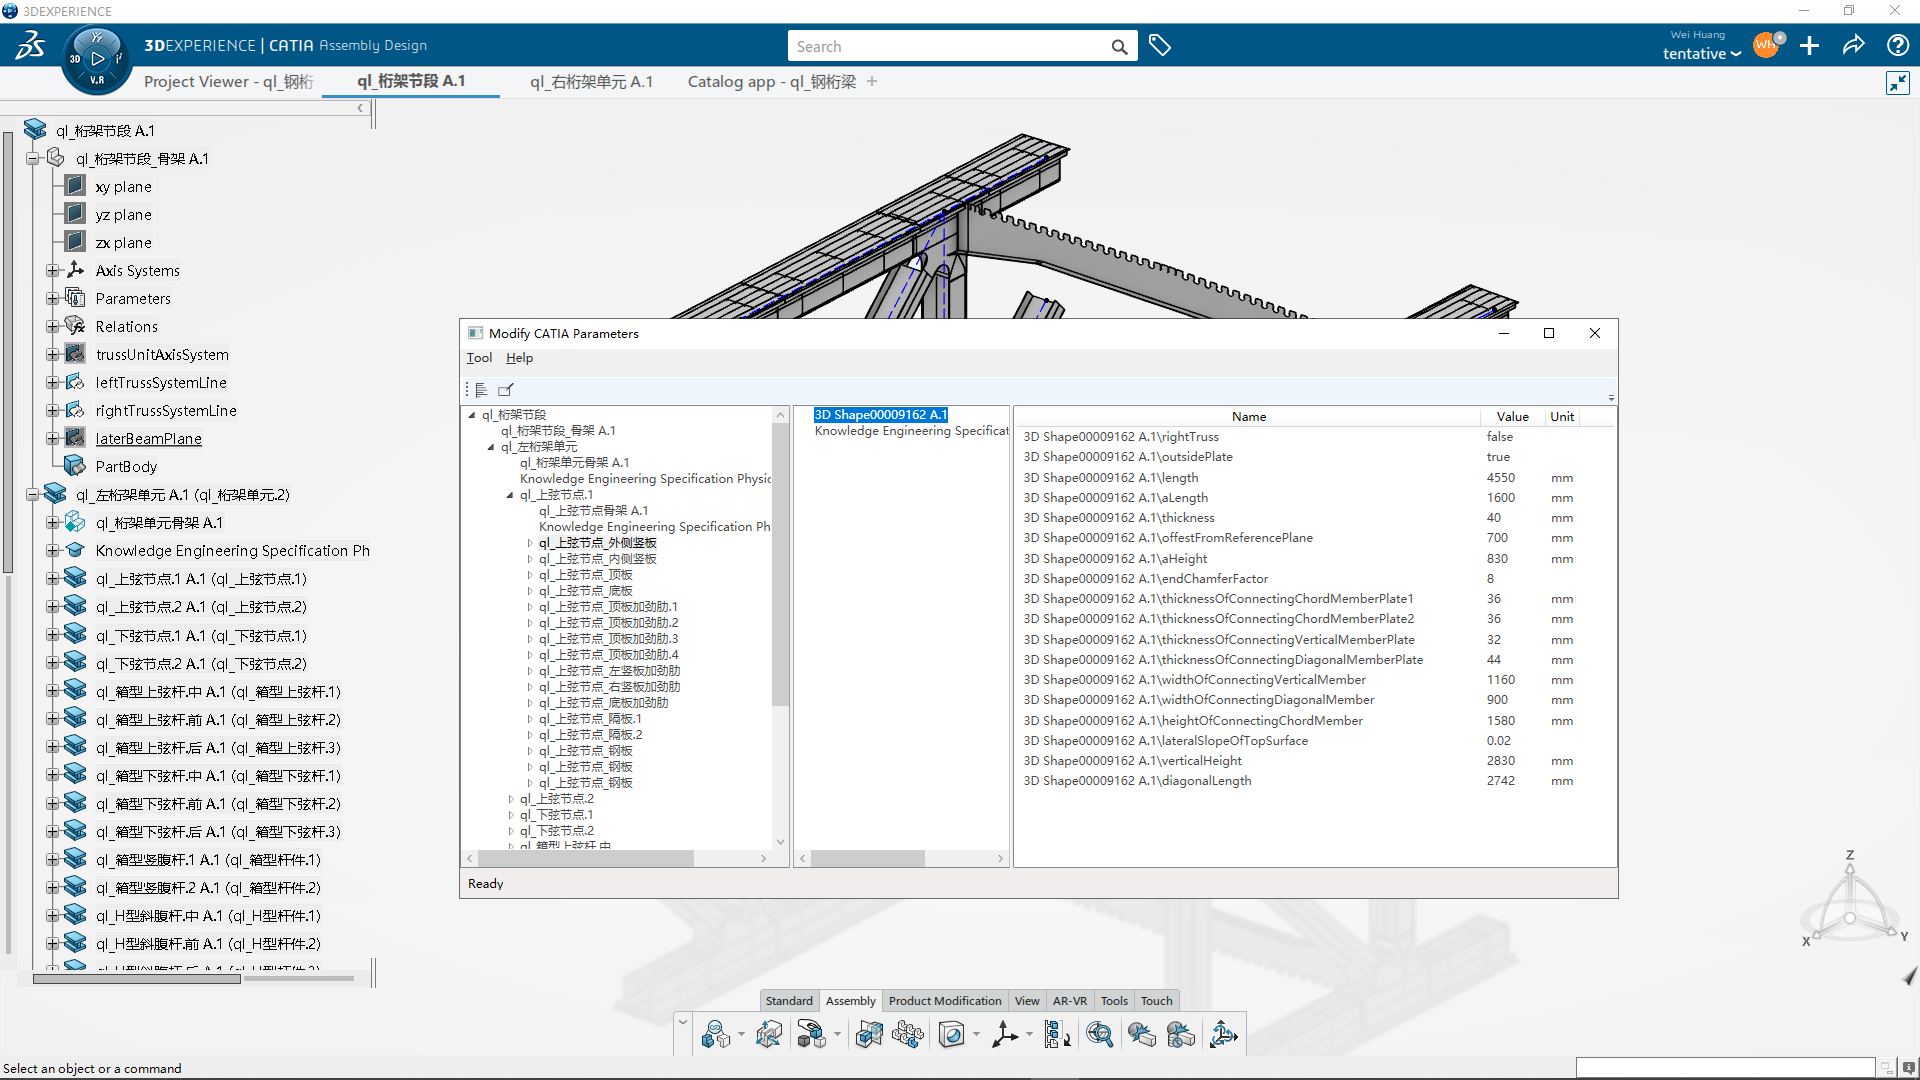 3DEXPERIENCE
3DEXPERIENCE | CATIA Assembly Design
Search
Wei Huang
tentative
WH
3D
V.R
Project Viewer - ql_钢桁
ql_桁架节段 A.1
ql_右桁架单元 A.1
Catalog app - ql_钢桁梁
ql_桁架节段 A.1
ql_桁架节段_骨架 A.1
xy plane
yz plane
zx plane
Axis Systems
Parameters
Relations
trussUnitAxisSystem
leftTrussSystemLine
rightTrussSystemLine
laterBeamPlane
PartBody
ql_左桁架单元 A.1 (ql_桁架单元.2)
ql_桁架单元骨架 A.1
Knowledge Engineering Specification Ph
ql_上弦节点.1 A.1 (ql_上弦节点.1)
ql_上弦节点.2 A.1 (ql_上弦节点.2)
ql_下弦节点.1 A.1 (ql_下弦节点.1)
ql_下弦节点.2 A.1 (ql_下弦节点.2)
ql_箱型上弦杆.中 A.1 (ql_箱型上弦杆.1)
ql_箱型上弦杆.前 A.1 (ql_箱型上弦杆.2)
ql_箱型上弦杆.后 A.1 (ql_箱型上弦杆.3)
ql_箱型下弦杆.中 A.1 (ql_箱型下弦杆.1)
ql_箱型下弦杆.前 A.1 (ql_箱型下弦杆.2)
ql_箱型下弦杆.后 A.1 (ql_箱型下弦杆.3)
ql_箱型竖腹杆.1 A.1 (ql_箱型杆件.1)
ql_箱型竖腹杆.2 A.1 (ql_箱型杆件.2)
ql_H型斜腹杆.中 A.1 (ql_H型杆件.1)
ql_H型斜腹杆.前 A.1 (ql_H型杆件.2)
ql_H型斜腹杆.后 A.1 (ql_H型杆件.3)
Modify CATIA Parameters
Tool Help
ql_桁架节段
ql_桁架节段_骨架 A.1
ql_左桁架单元
ql_桁架单元骨架 A.1
Knowledge Engineering Specification Physic
ql_上弦节点.1
ql_上弦节点骨架 A.1
Knowledge Engineering Specification Ph
ql_上弦节点_外侧竖板
ql_上弦节点_内侧竖板
ql_上弦节点_顶板
ql_上弦节点_底板
ql_上弦节点_顶板加劲肋.1
ql_上弦节点_顶板加劲肋.2
ql_上弦节点_顶板加劲肋.3
ql_上弦节点_顶板加劲肋.4
ql_上弦节点_左竖板加劲肋
ql_上弦节点_右竖板加劲肋
ql_上弦节点_底板加劲肋
ql_上弦节点_隔板.1
ql_上弦节点_隔板.2
ql_上弦节点_钢板
ql_上弦节点_钢板
ql_上弦节点_钢板
ql_上弦节点.2
ql_下弦节点.1
ql_下弦节点.2
ql_箱型上弦杆.中
3D Shape00009162 A.1
Knowledge Engineering Specificat
Name Value Unit
3D Shape00009162 A.1\rightTruss false
3D Shape00009162 A.1\outsidePlate true
3D Shape00009162 A.1\length 4550 mm
3D Shape00009162 A.1\aLength 1600 mm
3D Shape00009162 A.1\thickness 40 mm
3D Shape00009162 A.1\offestFromReferencePlane 700 mm
3D Shape00009162 A.1\aHeight 830 mm
3D Shape00009162 A.1\endChamferFactor 8
3D Shape00009162 A.1\thicknessOfConnectingChordMemberPlate1 36 mm
3D Shape00009162 A.1\thicknessOfConnectingChordMemberPlate2 36 mm
3D Shape00009162 A.1\thicknessOfConnectingVerticalMemberPlate 32 mm
3D Shape00009162 A.1\thicknessOfConnectingDiagonalMemberPlate 44 mm
3D Shape00009162 A.1\widthOfConnectingVerticalMember 1160 mm
3D Shape00009162 A.1\widthOfConnectingDiagonalMember 900 mm
3D Shape00009162 A.1\heightOfConnectingChordMember 1580 mm
3D Shape00009162 A.1\lateralSlopeOfTopSurface 0.02
3D Shape00009162 A.1\verticalHeight 2830 mm
3D Shape00009162 A.1\diagonalLength 2742 mm
Ready
Z
X
Y
Standard Assembly Product Modification View AR-VR Tools Touch
Select an object or a command